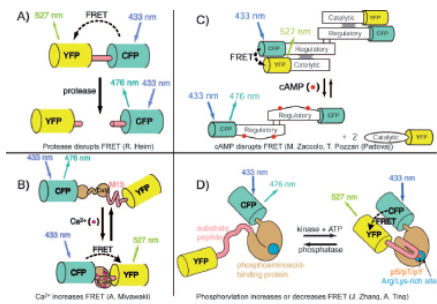 A)
527 nm
FRET
433 nm
YFP
CFP
protease
476 nm
433 nm
YFP
CFP
Protease disrupts FRET (R. Heim)
C)
433 nm
527 nm
Catalytic
YFP
CFP
Regulatory
FRET
Regulatory
CFP
YFP
Catalytic
cAMP (•)
433 nm
476 nm
CFP
Regulatory
Regulatory
CFP
+ 2
Catalytic
YFP
cAMP disrupts FRET (M. Zaccolo, T. Pozzan (Padova))
B)
433 nm
476 nm
CFP
CaM
M13
YFP
Ca²⁺(•)
433 nm
527 nm
FRET
CFP
YFP
Ca²⁺ increases FRET (A. Miyawaki)
D)
433 nm
476 nm
CFP
substrate
peptide
YFP
phosphoaminoacid-
binding protein
kinase + ATP
phosphatase
433 nm
527 nm
CFP
FRET
YFP
pS/pT/pY
Arg/Lys-rich site
Phosphorylation increases or decreases FRET (J. Zhang, A. Ting)